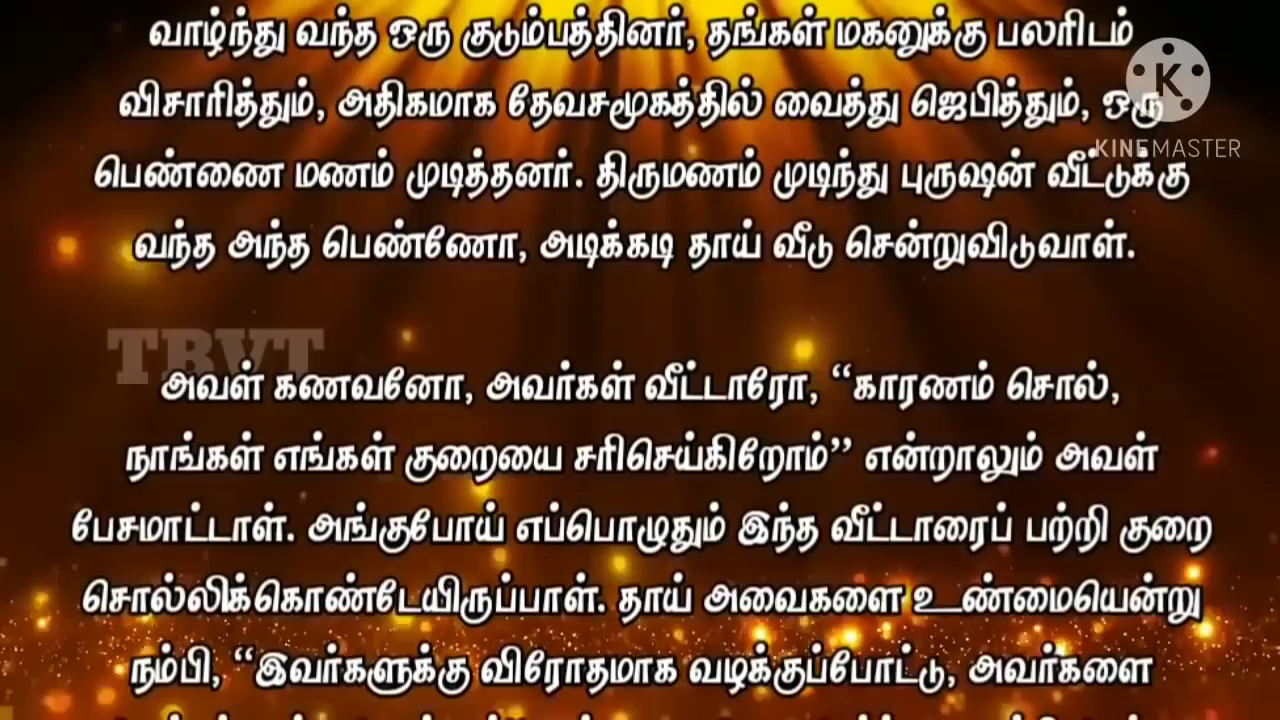 வாழ்ந்து வந்த ஒரு குடும்பத்தினர், தங்கள் மகனுக்கு பலரிடம்
விசாரித்தும், அதிகமாக தேவசமூகத்தில் வைத்து ஜெபித்தும், ஒரு
பெண்ணை மணம் முடித்தனர். திருமணம் முடிந்து புருஷன் வீட்டுக்கு
வந்த அந்த பெண்ணோ, அடிக்கடி தாய் வீடு சென்றுவிடுவாள்.
அவள் கணவனோ, அவர்கள் வீட்டாரோ, “காரணம் சொல்,
நாங்கள் எங்கள் குறையை சரிசெய்கிறோம்” என்றாலும் அவள்
பேசமாட்டாள். அங்குபோய் எப்பொழுதும் இந்த வீட்டாரைப் பற்றி குறை
சொல்லிக்கொண்டேயிருப்பாள். தாய் அவைகளை உண்மையென்று
நம்பி, “இவர்களுக்கு விரோதமாக வழக்குப்போட்டு, அவர்களை
K
KINEMASTER
TBVT